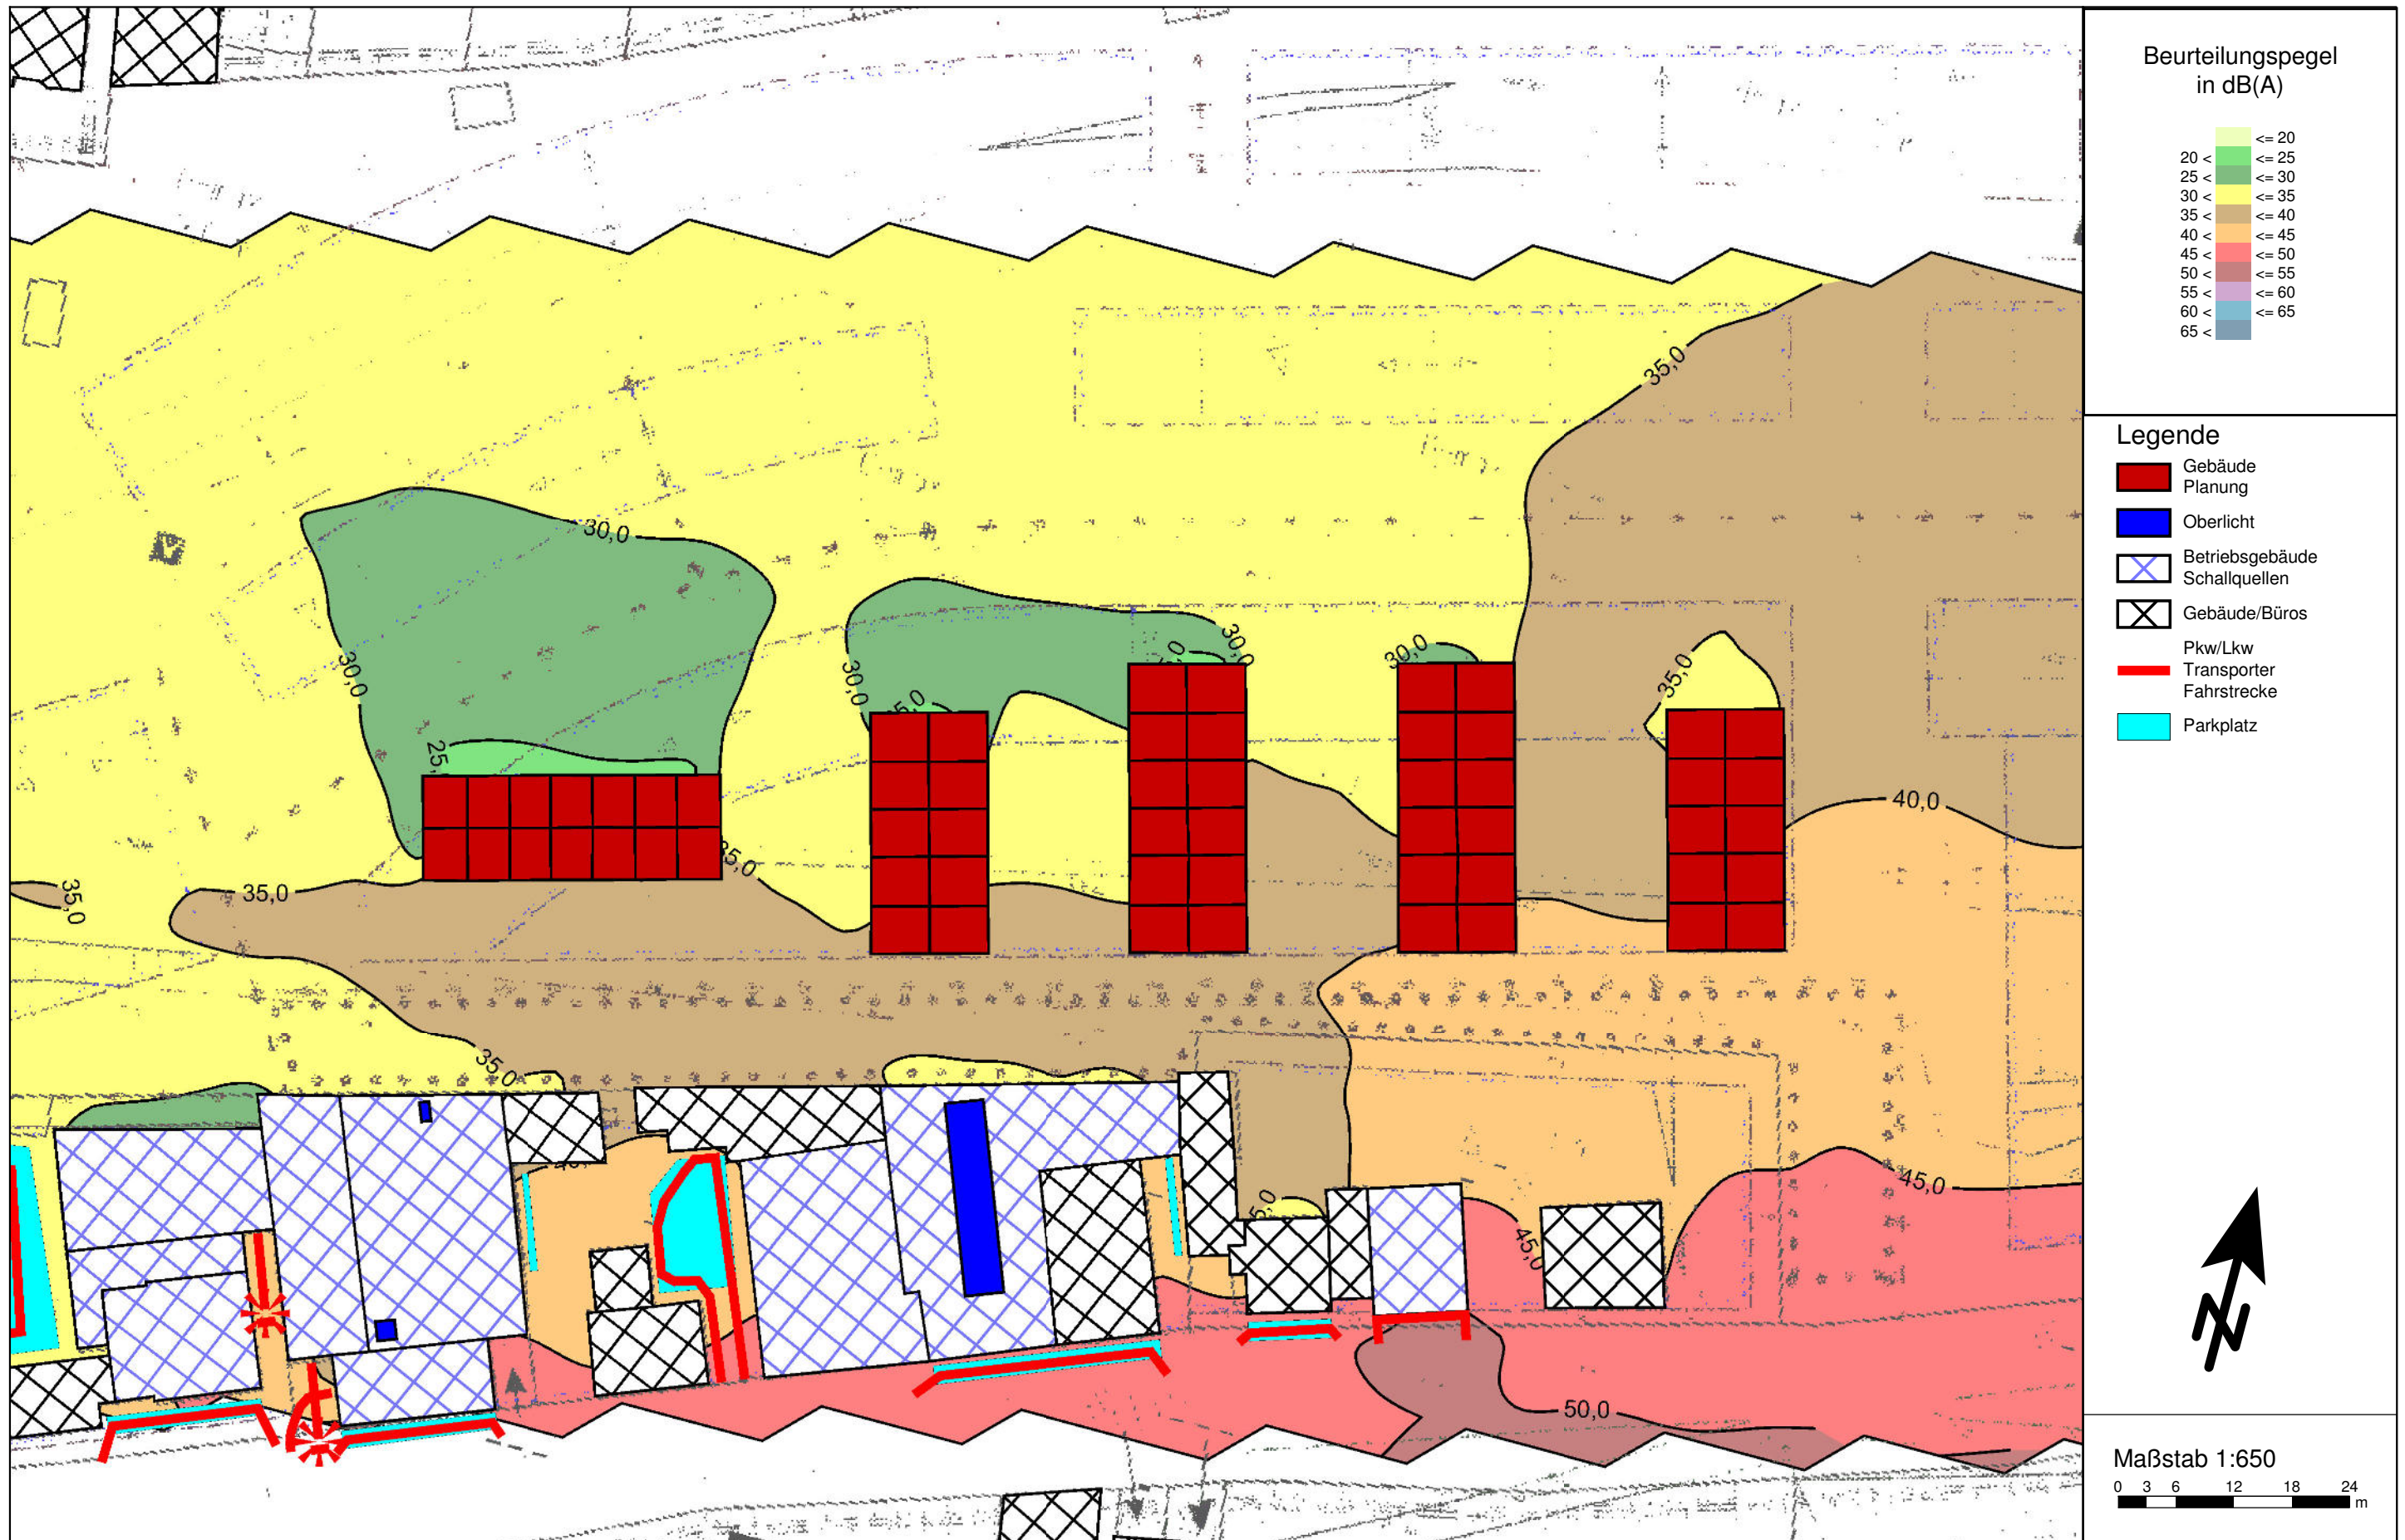 Beurteilungspegel
in dB(A)
<= 20
20 < <= 25
25 < <= 30
30 < <= 35
35 < <= 40
40 < <= 45
45 < <= 50
50 < <= 55
55 < <= 60
60 < <= 65
65 <
Legende
Gebäude
Planung
Oberlicht
Betriebsgebäude
Schallquellen
Gebäude/Büros
Pkw/Lkw
Transporter
Fahrstrecke
Parkplatz
N
Maßstab 1:650
0 3 6 12 18 24
m
35,0
30,0
30,0
30,0
30,0
30,0
35,0
25,
40,0
35,0
35,0
35,0
35,0
45,0
45,0
50,0